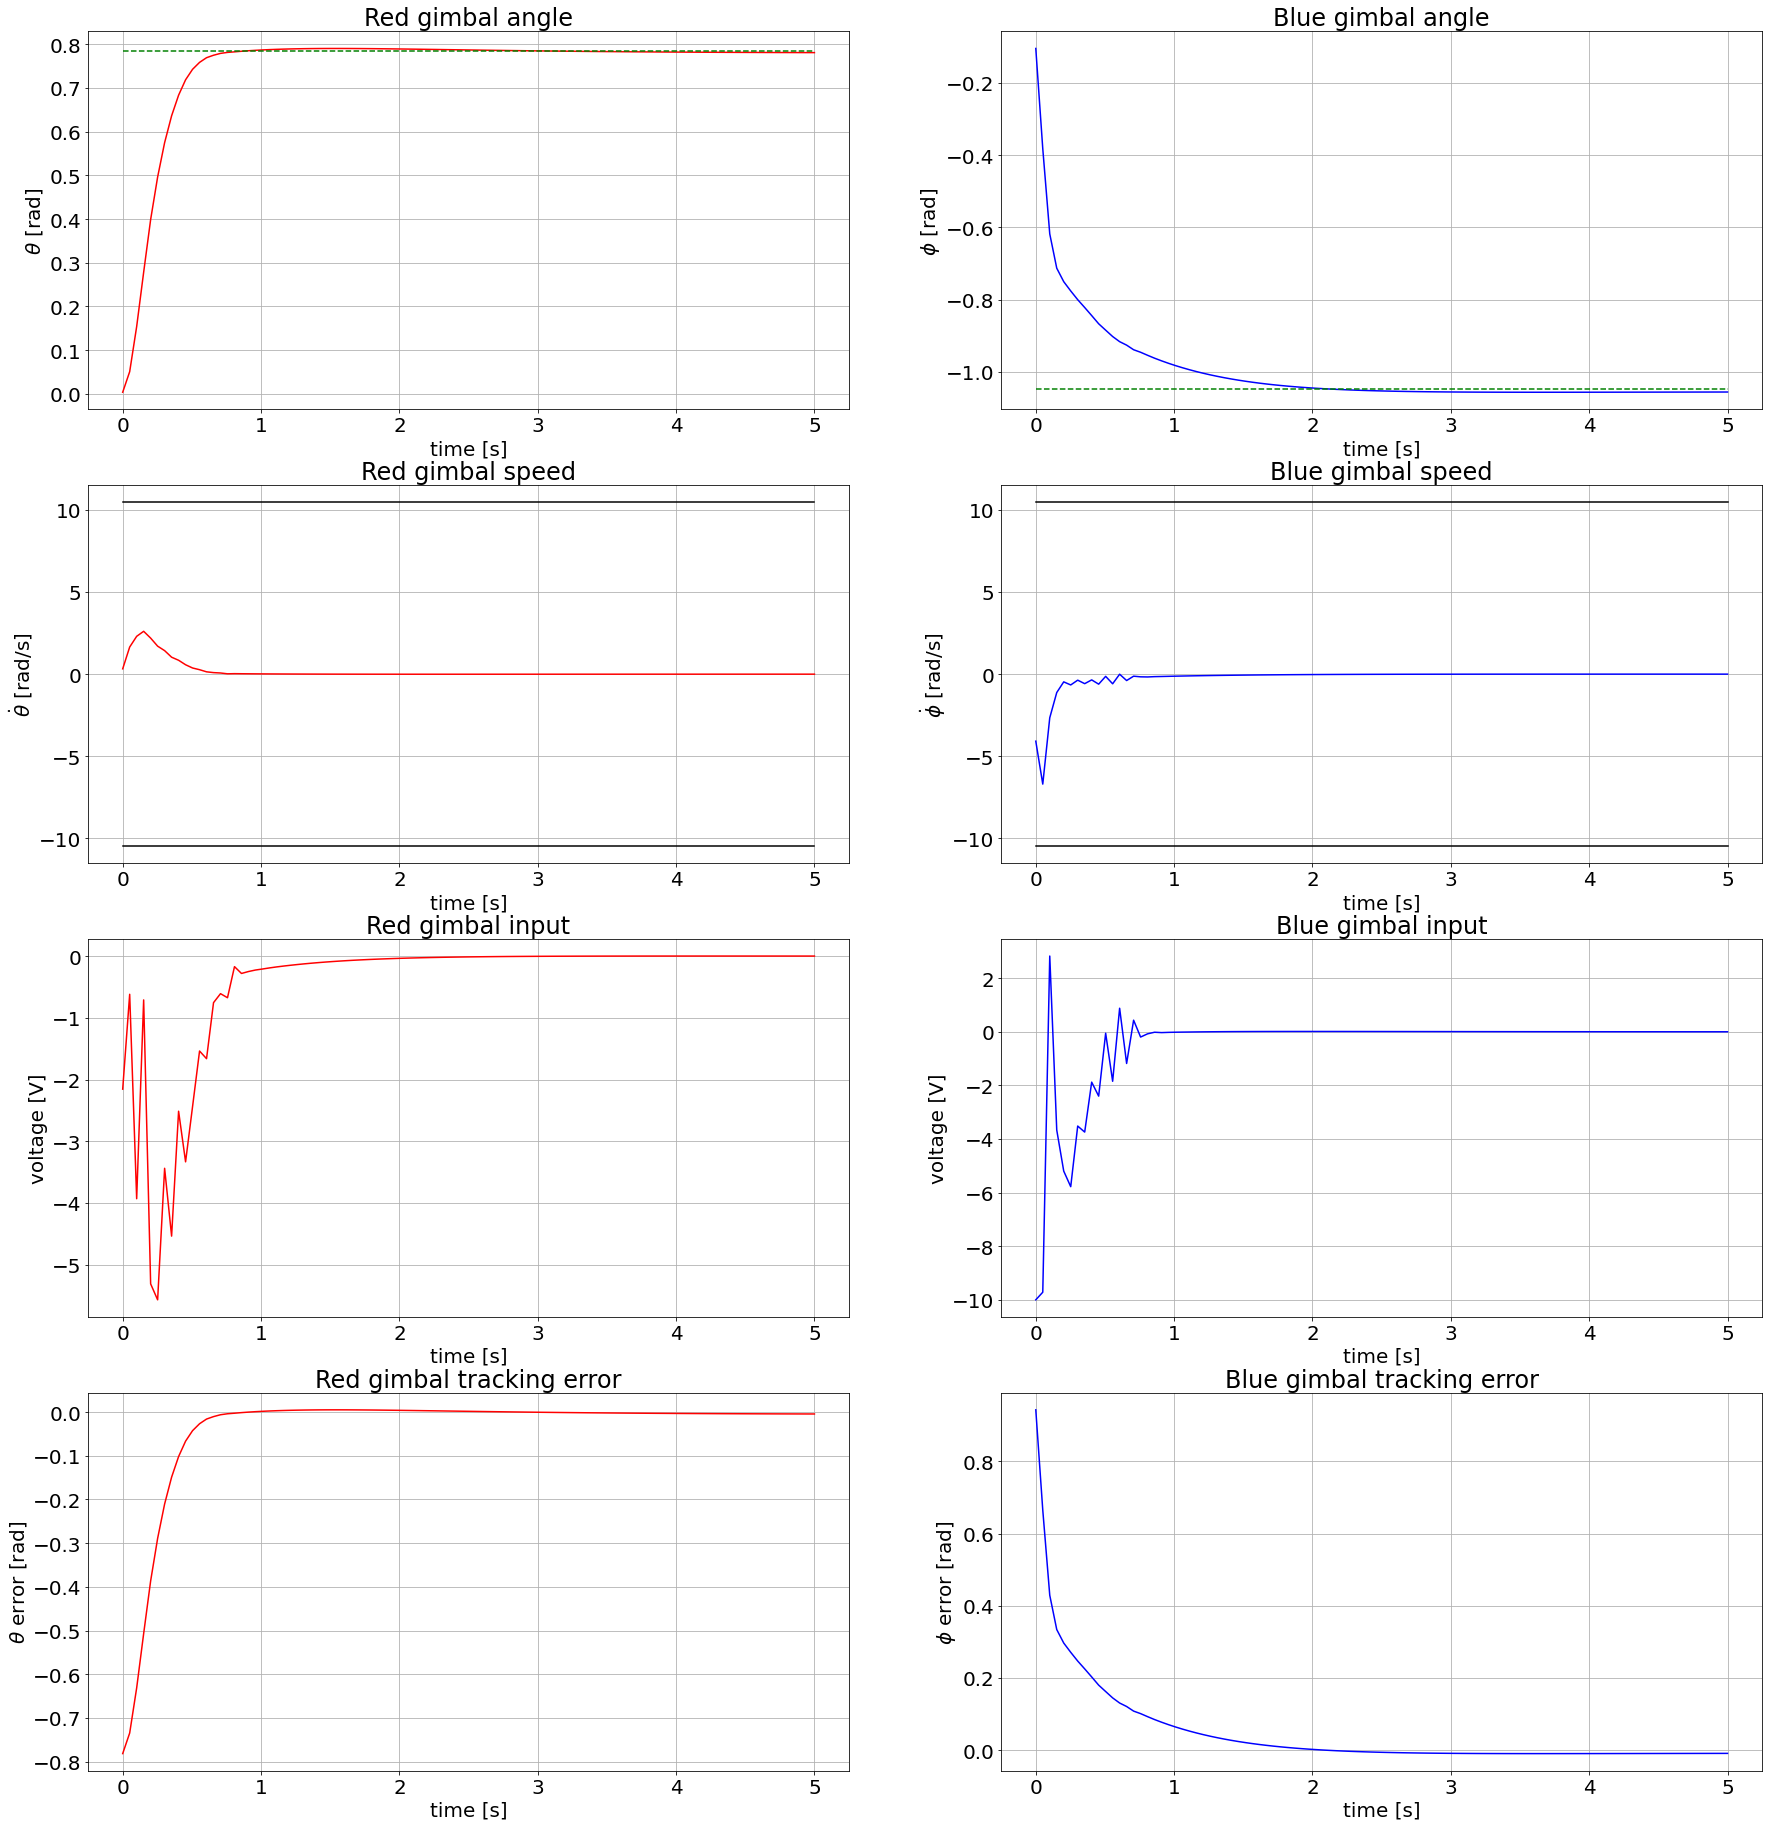 Red gimbal angle
0.8
0.7
0.6
0.5
0.4
0.3
0.2
0.1
0.0
θ [rad]
0 1 2 3 4 5
time [s]
Blue gimbal angle
−0.2
−0.4
−0.6
−0.8
−1.0
ϕ [rad]
0 1 2 3 4 5
time [s]
Red gimbal speed
10
5
0
−5
−10
θ̇ [rad/s]
0 1 2 3 4 5
time [s]
Blue gimbal speed
10
5
0
−5
−10
ϕ̇ [rad/s]
0 1 2 3 4 5
time [s]
Red gimbal input
0
−1
−2
−3
−4
−5
voltage [V]
0 1 2 3 4 5
time [s]
Blue gimbal input
2
0
−2
−4
−6
−8
−10
voltage [V]
0 1 2 3 4 5
time [s]
Red gimbal tracking error
0.0
−0.1
−0.2
−0.3
−0.4
−0.5
−0.6
−0.7
−0.8
θ error [rad]
0 1 2 3 4 5
time [s]
Blue gimbal tracking error
0.8
0.6
0.4
0.2
0.0
ϕ error [rad]
0 1 2 3 4 5
time [s]